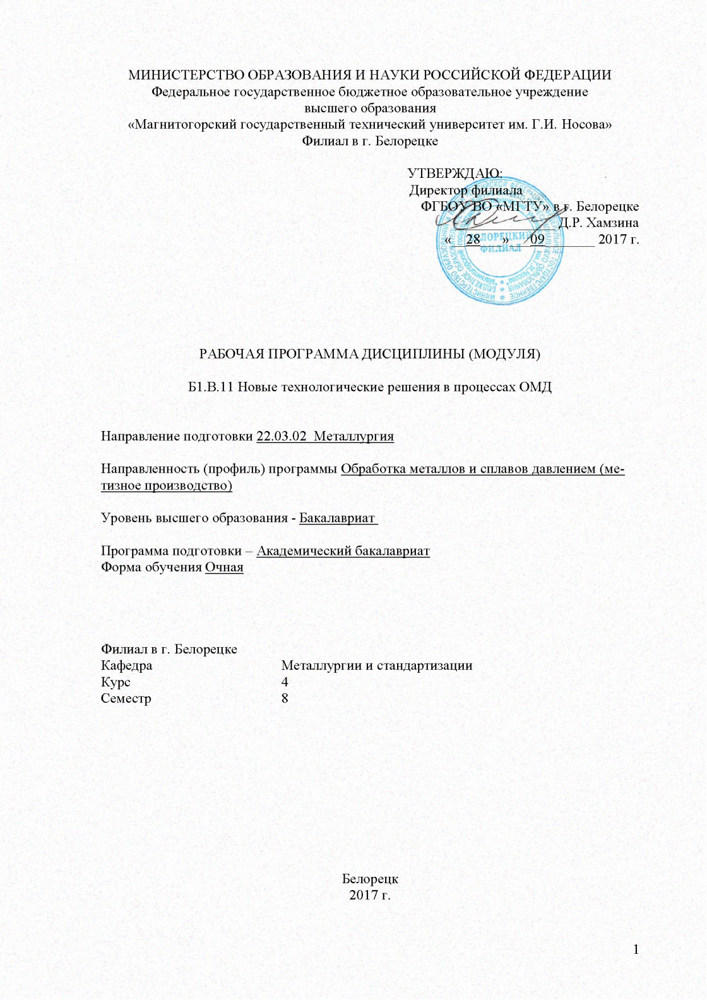 МИНИСТЕРСТВО ОБРАЗОВАНИЯ И НАУКИ РОССИЙСКОЙ ФЕДЕРАЦИИ
Федеральное государственное бюджетное образовательное учреждение
высшего образования
«Магнитогорский государственный технический университет им. Г.И. Носова»
Филиал в г. Белорецке
УТВЕРЖДАЮ:
Директор филиала
ФГБОУ ВО «МГТУ» в г. Белорецке
Д.Р. Хамзина
« 28 » 09 2017 г.
БЕЛОРЕЦКИЙ
ФИЛИАЛ
РАБОЧАЯ ПРОГРАММА ДИСЦИПЛИНЫ (МОДУЛЯ)
Б1.В.11 Новые технологические решения в процессах ОМД
Направление подготовки 22.03.02 Металлургия
Направленность (профиль) программы Обработка металлов и сплавов давлением (ме-
тизное производство)
Уровень высшего образования - Бакалавриат
Программа подготовки – Академический бакалавриат
Форма обучения Очная
Филиал в г. Белорецке
Кафедра Металлургии и стандартизации
Курс 4
Семестр 8
Белорецк
2017 г.
1